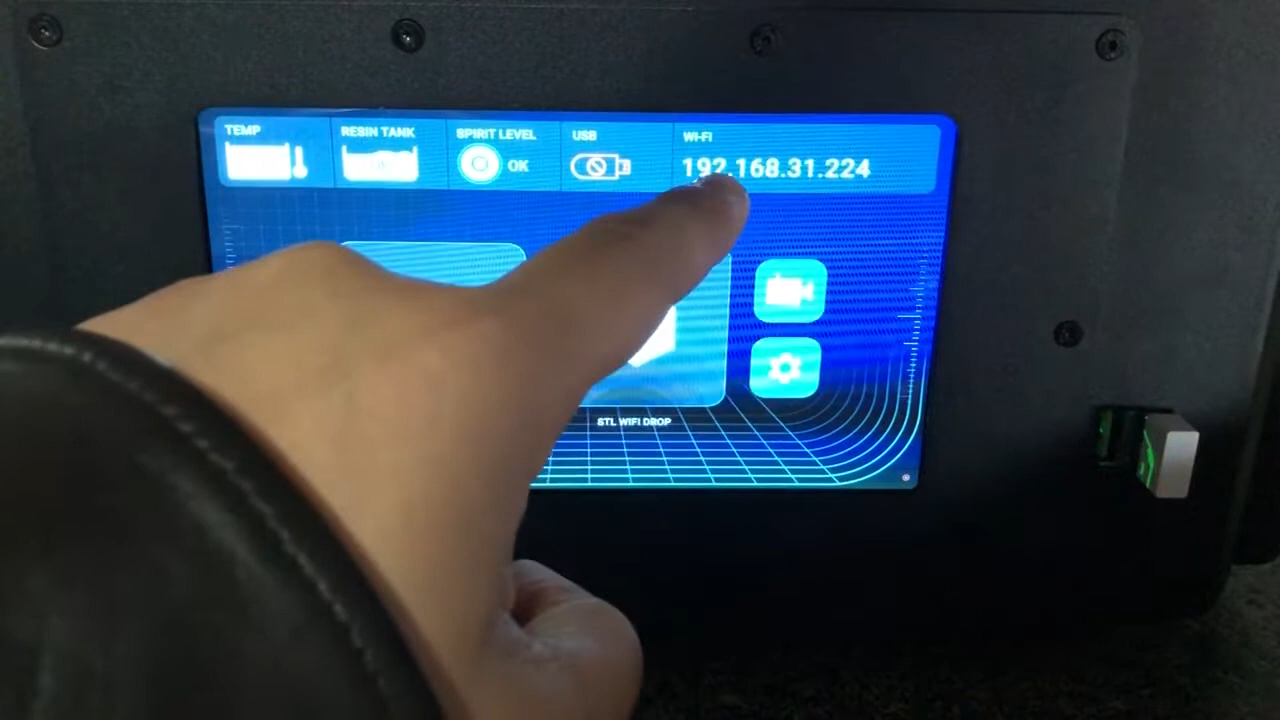 TEMP
RESIN TANK
SPIRIT LEVEL
OK
USB
WI-FI
192.168.31.224
STL WIFI DROP